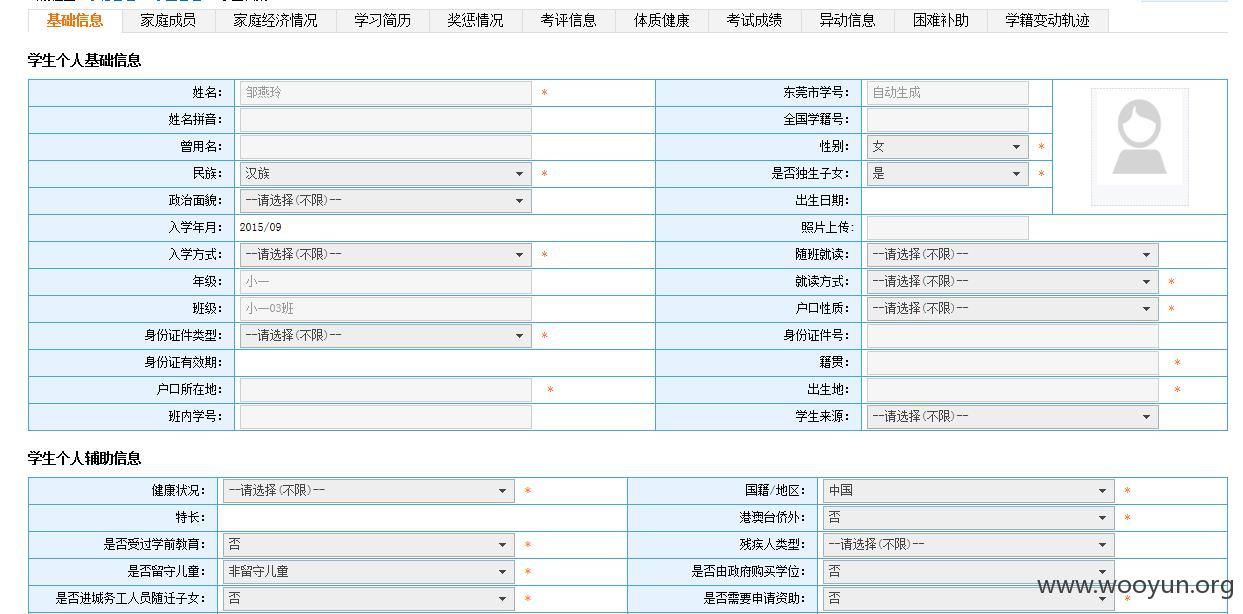 基础信息 家庭成员 家庭经济情况 学习简历 奖惩情况 考评信息 体质健康 考试成绩 异动信息 困难补助 学籍变动轨迹
学生个人基础信息
姓名: 邹燕玲 * 东莞市学号: 自动生成
姓名拼音: 全国学籍号:
曾用名: 性别: 女 *
民族: 汉族 * 是否独生子女: 是 *
政治面貌: --请选择(不限)-- 出生日期:
入学年月: 2015/09 照片上传:
入学方式: --请选择(不限)-- * 随班就读: --请选择(不限)--
年级: 小一 就读方式: --请选择(不限)-- *
班级: 小一03班 户口性质: --请选择(不限)-- *
身份证件类型: --请选择(不限)-- * 身份证件号:
身份证有效期: 籍贯: *
户口所在地: * 出生地: *
班内学号: 学生来源: --请选择(不限)--
学生个人辅助信息
健康状况: --请选择(不限)-- * 国籍/地区: 中国 *
特长: 港澳台侨外: 否 *
是否受过学前教育: 否 * 残疾人类型: --请选择(不限)--
是否留守儿童: 非留守儿童 * 是否由政府购买学位: 否
是否进城务工人员随迁子女: 否 * 是否需要申请资助: 否 *
www.wooyun.org